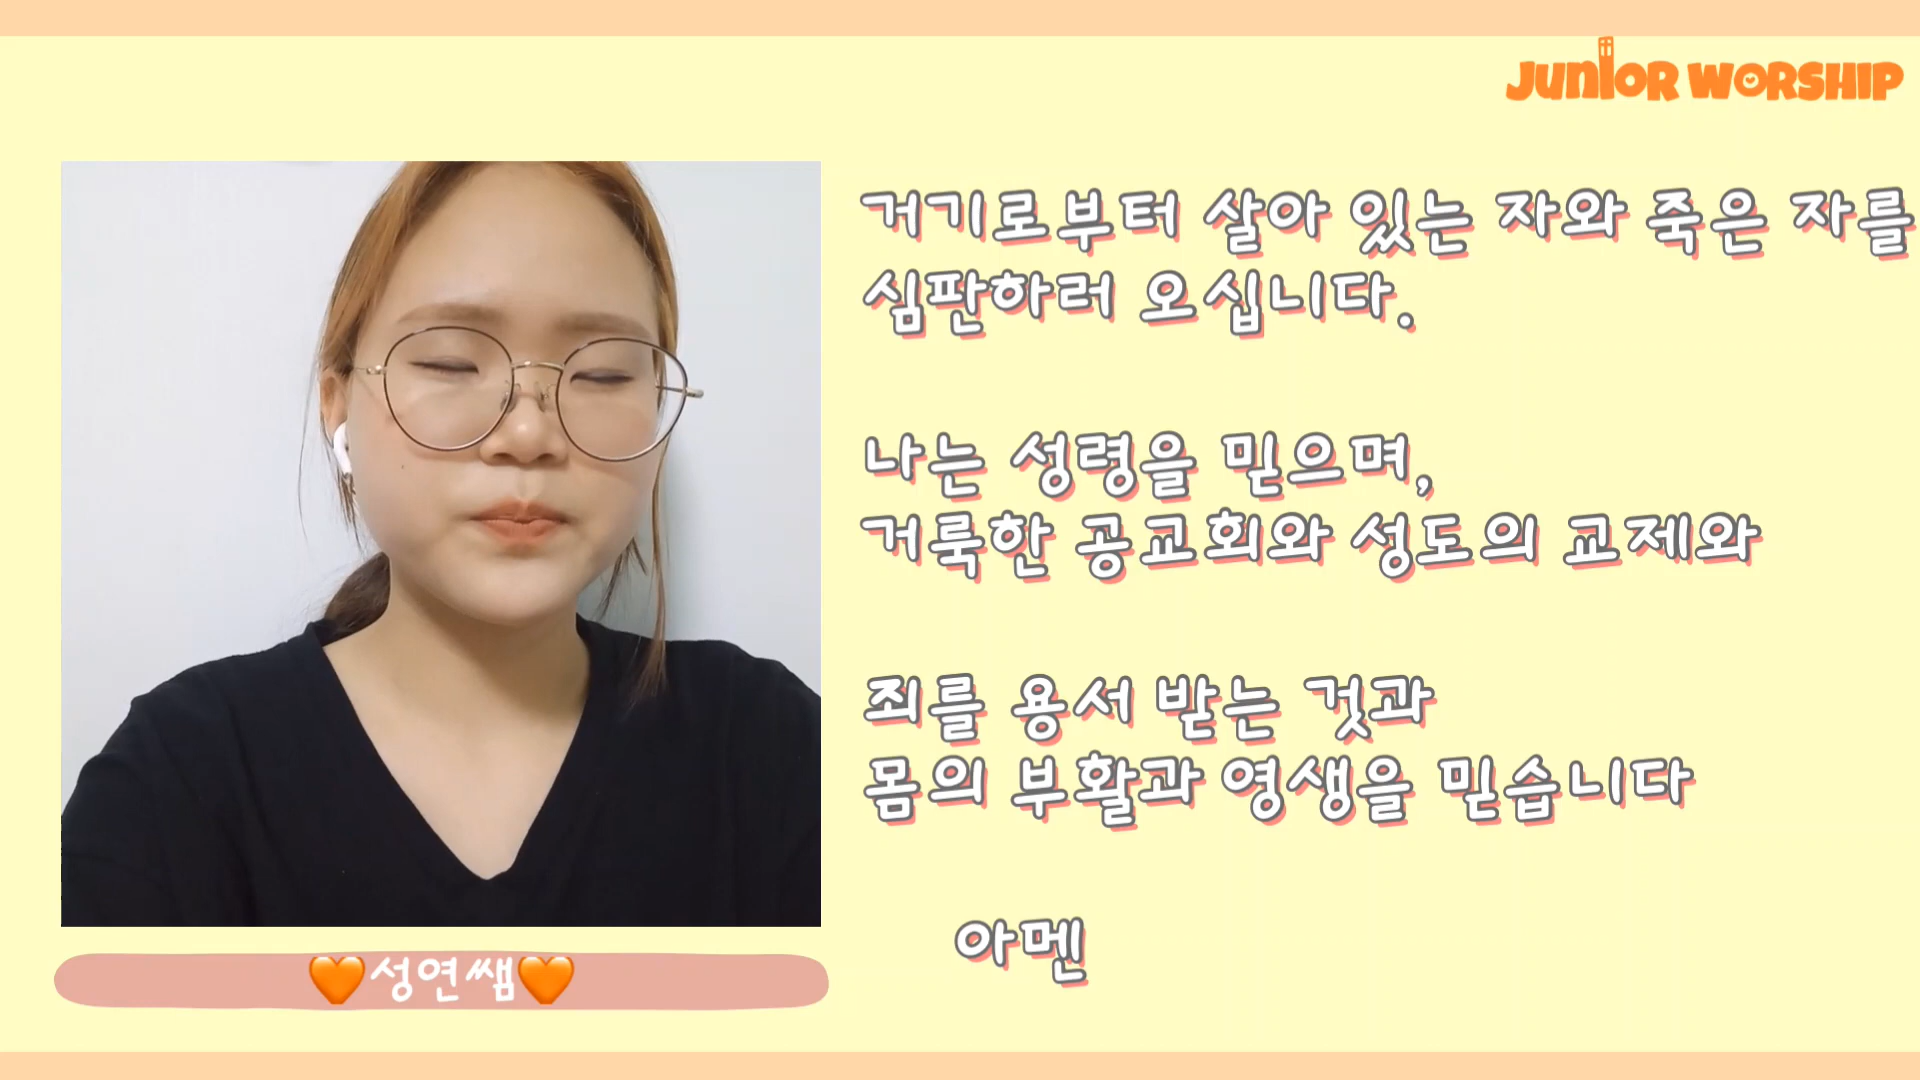 JUNIOR WORSHIP
거기로부터 살아 있는 자와 죽은 자를
심판하러 오십니다.
나는 성령을 믿으며,
거룩한 공교회와 성도의 교제와
죄를 용서 받는 것과
몸의 부활과 영생을 믿습니다
아멘
🧡성연쌤🧡